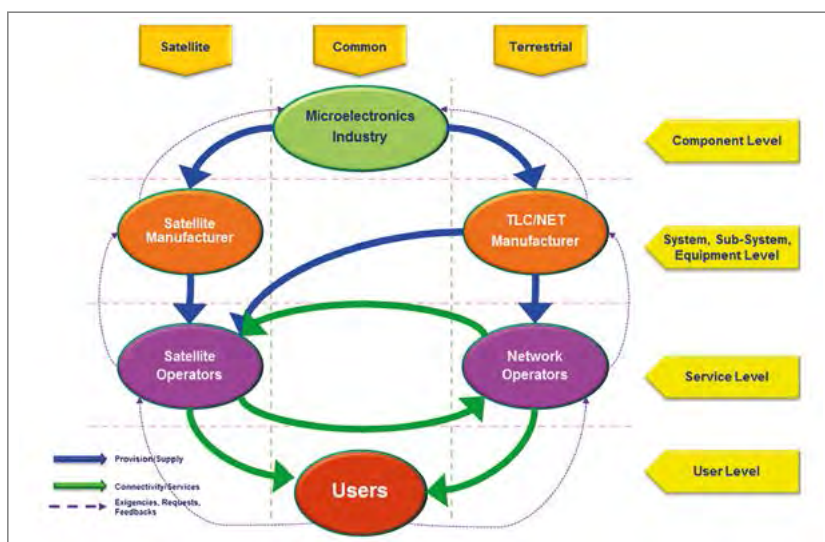 Satellite
Common
Terrestrial
Microelectronics
Industry
Component Level
Satellite
Manufacturer
TLC/NET
Manufacturer
System, Sub-System,
Equipment Level
Satellite
Operators
Network
Operators
Service Level
Provision/Supply
Connectivity/Services
Exigencies, Requests,
Feedbacks
Users
User Level